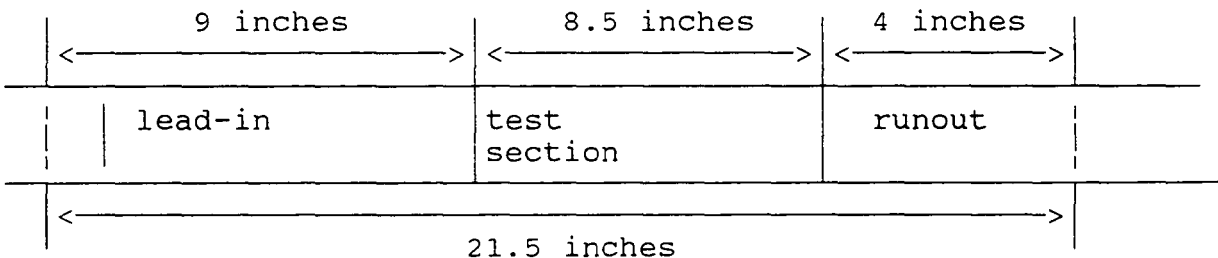 9 inches 8.5 inches 4 inches
lead-in test runout
section
21.5 inches